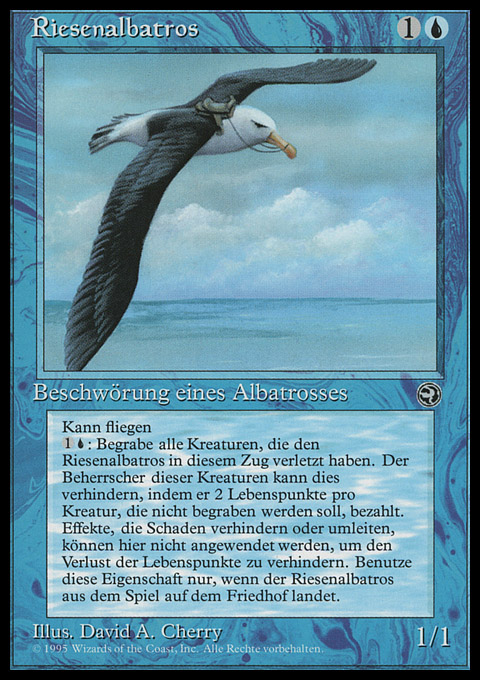 Riesenalbatros 1
Beschwörung eines Albatrosses
Kann fliegen
1 : Begrabe alle Kreaturen, die den
Riesenalbatros in diesem Zug verletzt haben. Der
Beherrscher dieser Kreaturen kann dies
verhindern, indem er 2 Lebenspunkte pro
Kreatur, die nicht begraben werden soll, bezahlt.
Effekte, die Schaden verhindern oder umleiten,
können hier nicht angewendet werden, um den
Verlust der Lebenspunkte zu verhindern. Benutze
diese Eigenschaft nur, wenn der Riesenalbatros
aus dem Spiel auf dem Friedhof landet.
Illus. David A. Cherry
1/1
© 1995 Wizards of the Coast, Inc. Alle Rechte vorbehalten.